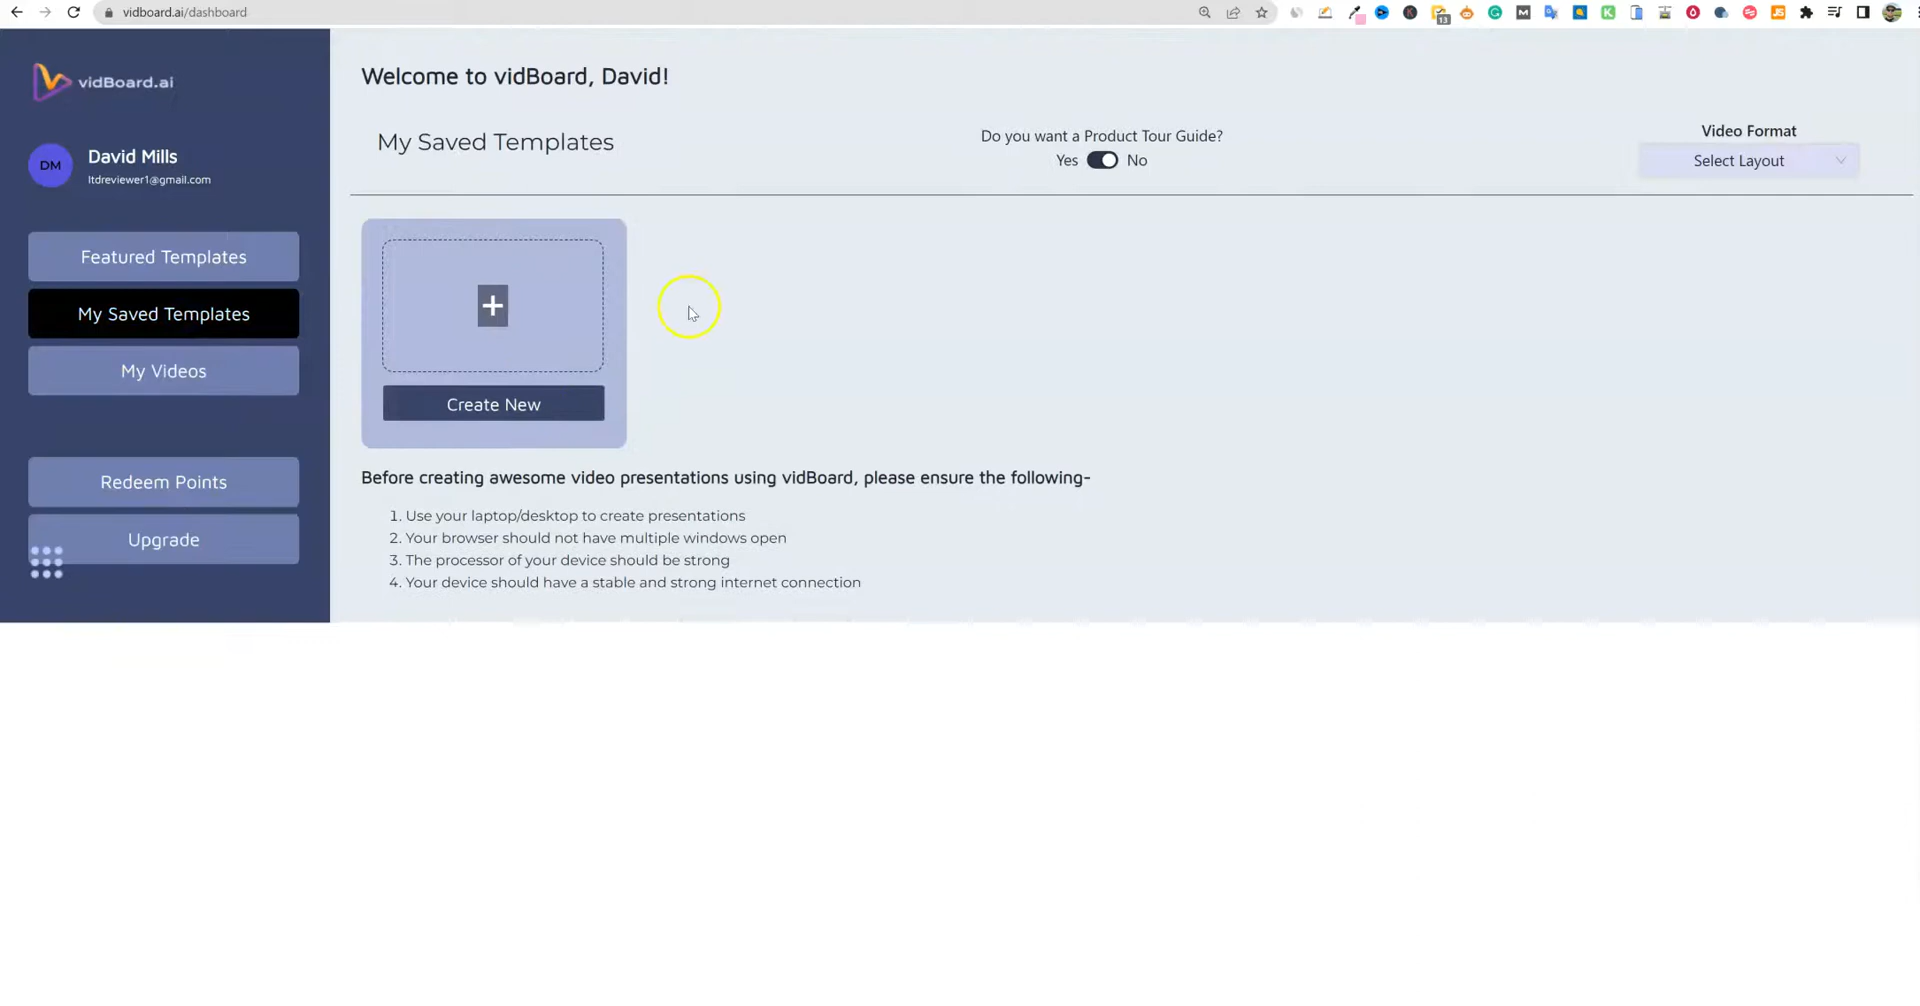 vidboard.ai/dashboard
13
M
G
K
JS
vidBoard.ai
DM
David Mills
ltdreviewer1@gmail.com
Featured Templates
My Saved Templates
My Videos
Redeem Points
Upgrade
Welcome to vidBoard, David!
My Saved Templates
Do you want a Product Tour Guide?
Yes No
Video Format
Select Layout
+
Create New
Before creating awesome video presentations using vidBoard, please ensure the following-
1. Use your laptop/desktop to create presentations
2. Your browser should not have multiple windows open
3. The processor of your device should be strong
4. Your device should have a stable and strong internet connection